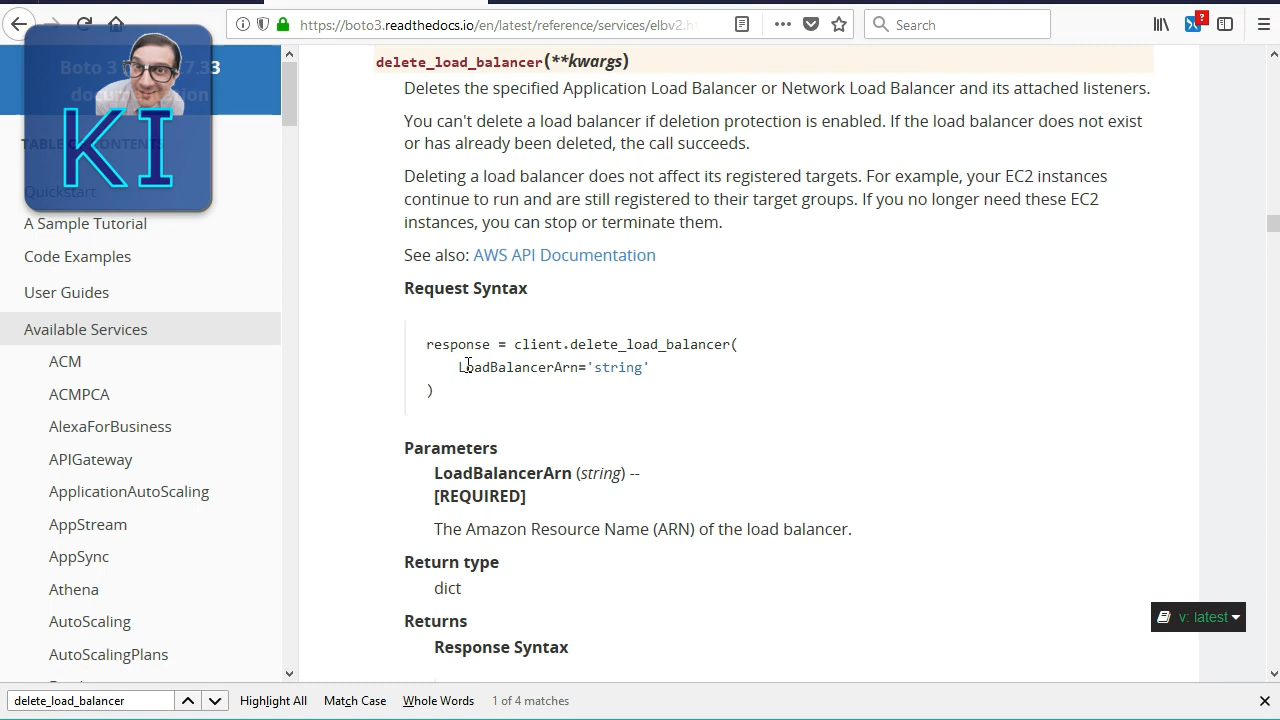 https://boto3.readthedocs.io/en/latest/reference/services/elbv2.h
Search
?
Boto 3 7.33
documentation
TABLE CONTENTS
KI
Quickstart
A Sample Tutorial
Code Examples
User Guides
Available Services
ACM
ACMPCA
AlexaForBusiness
APIGateway
ApplicationAutoScaling
AppStream
AppSync
Athena
AutoScaling
AutoScalingPlans
delete_load_balancer(**kwargs)
Deletes the specified Application Load Balancer or Network Load Balancer and its attached listeners.
You can't delete a load balancer if deletion protection is enabled. If the load balancer does not exist
or has already been deleted, the call succeeds.
Deleting a load balancer does not affect its registered targets. For example, your EC2 instances
continue to run and are still registered to their target groups. If you no longer need these EC2
instances, you can stop or terminate them.
See also: AWS API Documentation
Request Syntax
response = client.delete_load_balancer(
LoadBalancerArn='string'
)
Parameters
LoadBalancerArn (string) --
[REQUIRED]
The Amazon Resource Name (ARN) of the load balancer.
Return type
dict
Returns
Response Syntax
v: latest
delete_load_balancer
Highlight All
Match Case
Whole Words
1 of 4 matches